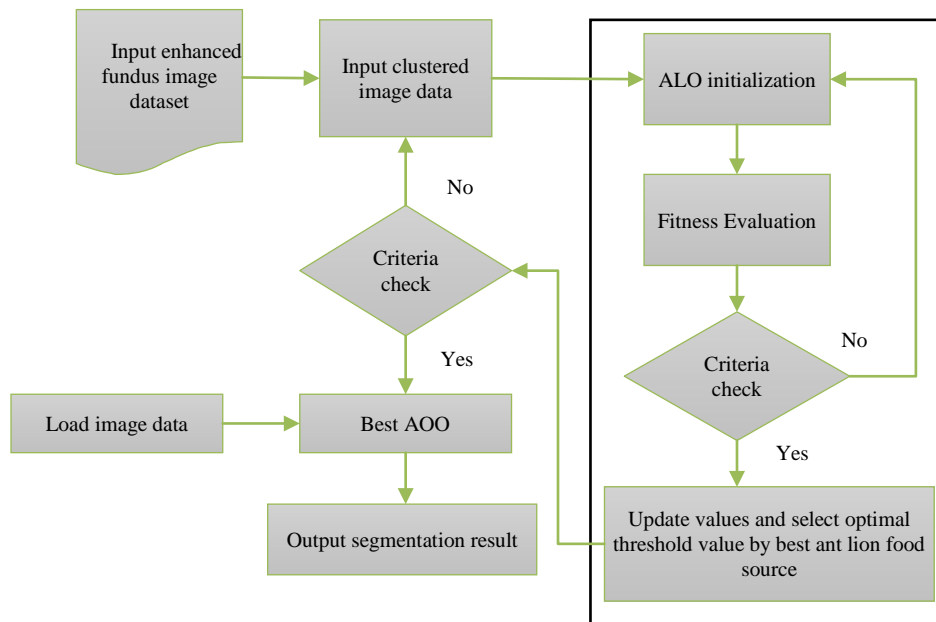 Input enhanced
fundus image
dataset
Input clustered
image data
ALO initialization
No
Fitness Evaluation
Criteria
check
Yes
Criteria
check
No
Yes
Load image data
Best AOO
Output segmentation result
Update values and select optimal
threshold value by best ant lion food
source